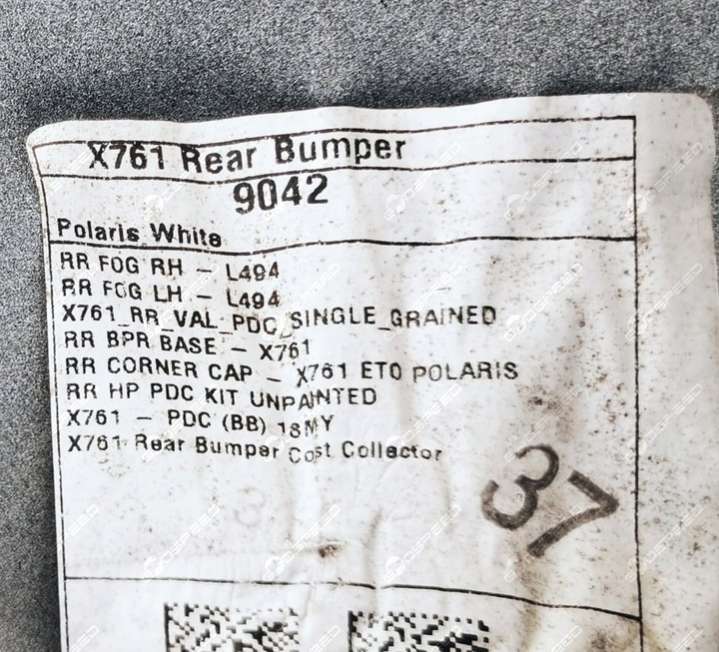 X761 Rear Bumper
9042
Polaris White
RR FOG RH - L494
RR FOG LH - L494
X761_RR_VAL_PDC_SINGLE_GRAINED
RR BPR BASE - X761
RR CORNER CAP - X761 ETO POLARIS
RR HP PDC KIT UNPAINTED
X761 - PDC (BB) 18MY
X761 Rear Bumper Cost Collector
37